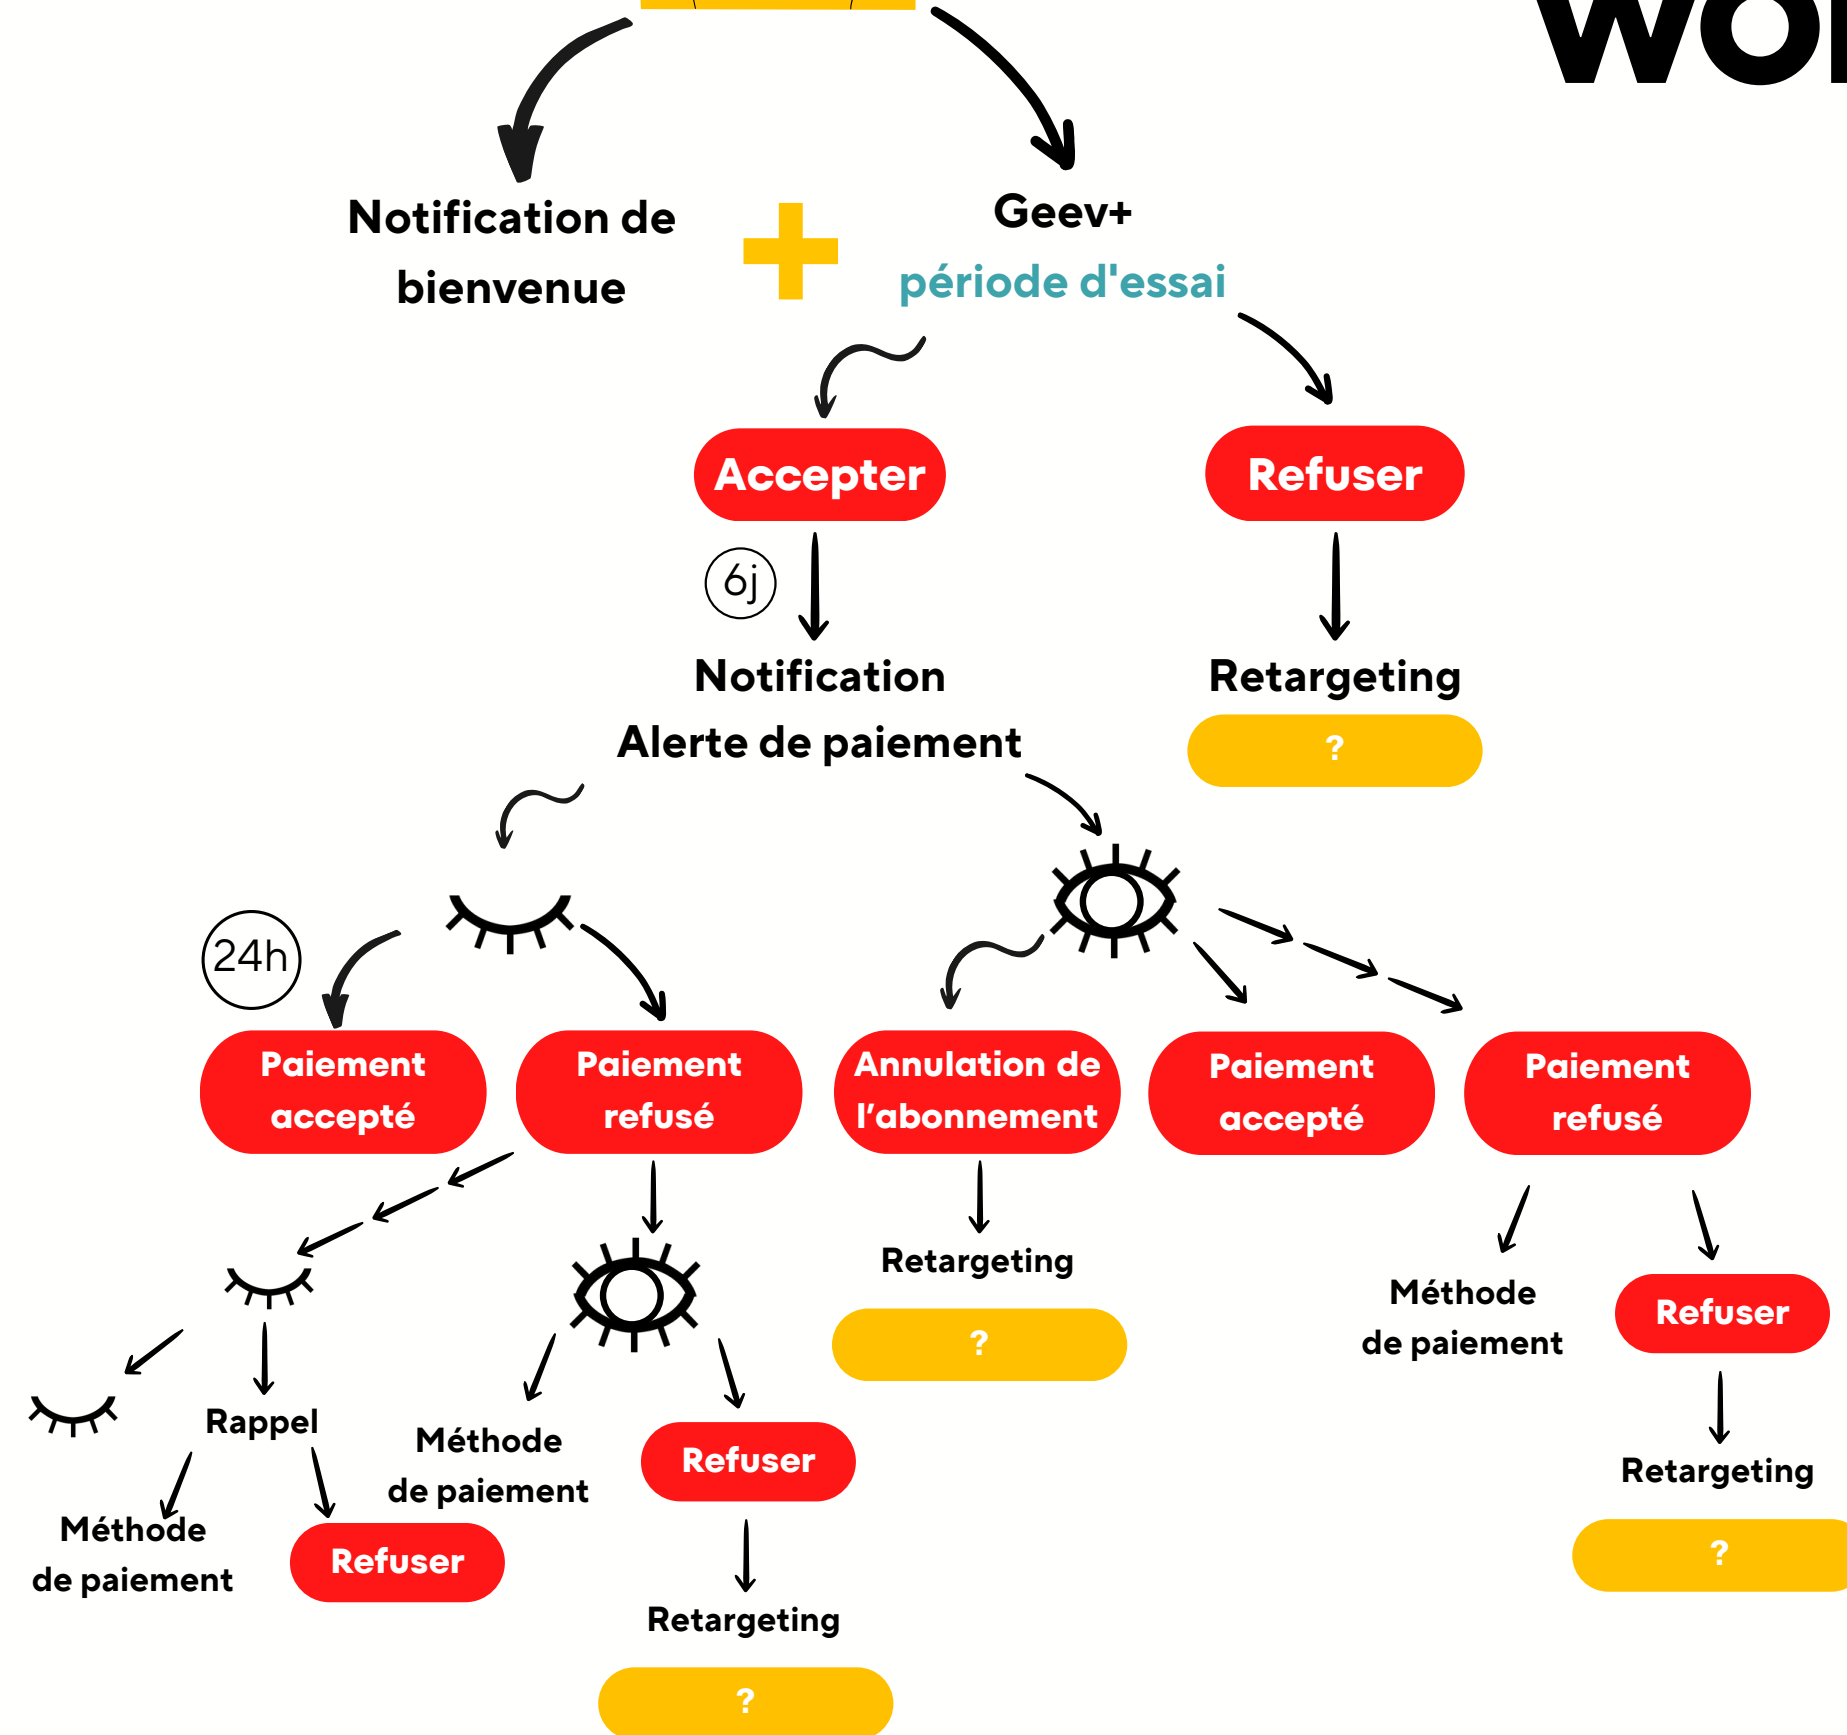 Notification de
bienvenue
Geev+
période d'essai
Accepter
Refuser
6j
Notification
Alerte de paiement
Retargeting
?
24h
Paiement
accepté
Paiement
refusé
Annulation de
l’abonnement
Paiement
accepté
Paiement
refusé
Rappel
Méthode
de paiement
Refuser
Méthode
de paiement
Refuser
Retargeting
?
Retargeting
?
Méthode
de paiement
Refuser
Retargeting
?